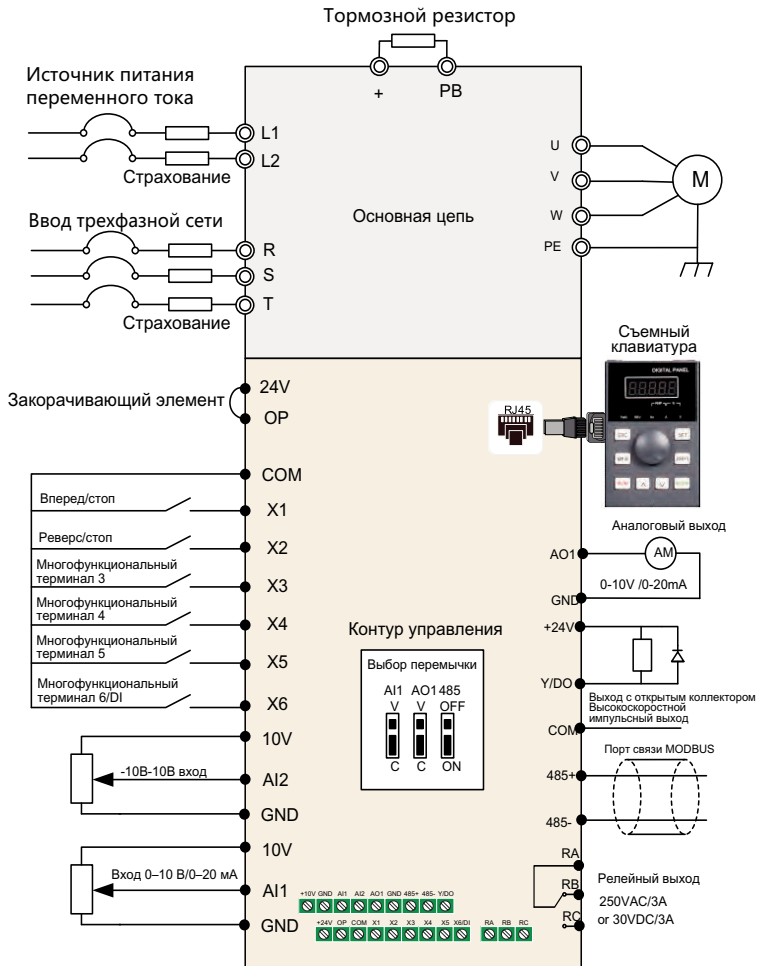 Тормозной резистор
+
PB
Источник питания
переменного тока
L1
L2
Страхование
Ввод трехфазной сети
R
S
T
Страхование
U
V
W
PE
M
Основная цепь
Съемный
клавиатура
DIGITAL PANEL
RJ45
ESC
SET
24V
Закорачивающий элемент
OP
COM
Вперед/стоп
X1
Реверс/стоп
X2
Многофункциональный
терминал 3
X3
Многофункциональный
терминал 4
X4
Многофункциональный
терминал 5
X5
Многофункциональный
терминал 6/DI
X6
10V
-10В-10В вход
AI2
GND
10V
Вход 0–10 В/0–20 мА
AI1
GND
Контур управления
Выбор перемычки
AI1 AO1 485
V V OFF
C C ON
Аналоговый выход
AO1
AM
0-10V /0-20mA
GND
+24V
Y/DO
Выход с открытым коллектором
Высокоскоростной
импульсный выход
COM
Порт связи MODBUS
485+
485-
RA
RB
RC
Релейный выход
250VAC/3A
or 30VDC/3A
+10V GND AI1 AI2 AO1 GND 485+ 485- Y/DO
+24V OP COM X1 X2 X3 X4 X5 X6/DI RA RB RC